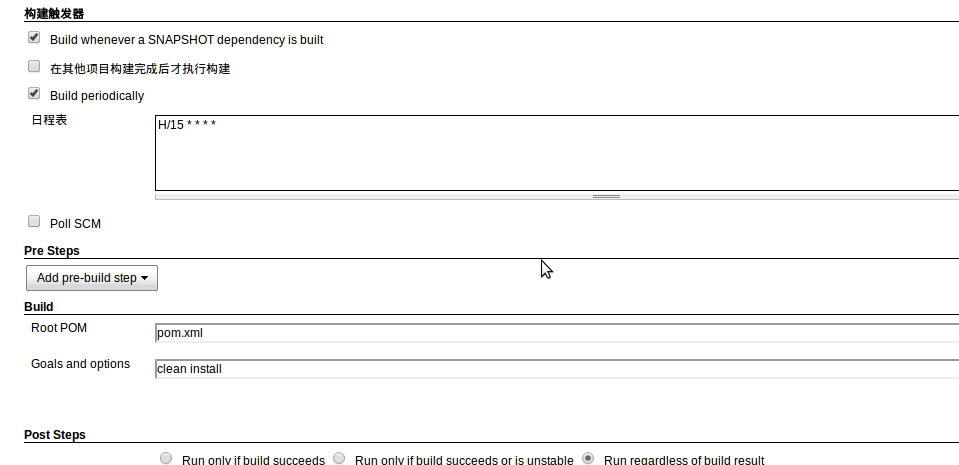 构建触发器
Build whenever a SNAPSHOT dependency is built
在其他项目构建完成后才执行构建
Build periodically
日程表
H/15 * * * *
Poll SCM
Pre Steps
Add pre-build step
Build
Root POM
pom.xml
Goals and options
clean install
Post Steps
Run only if build succeeds Run only if build succeeds or is unstable Run regardless of build result